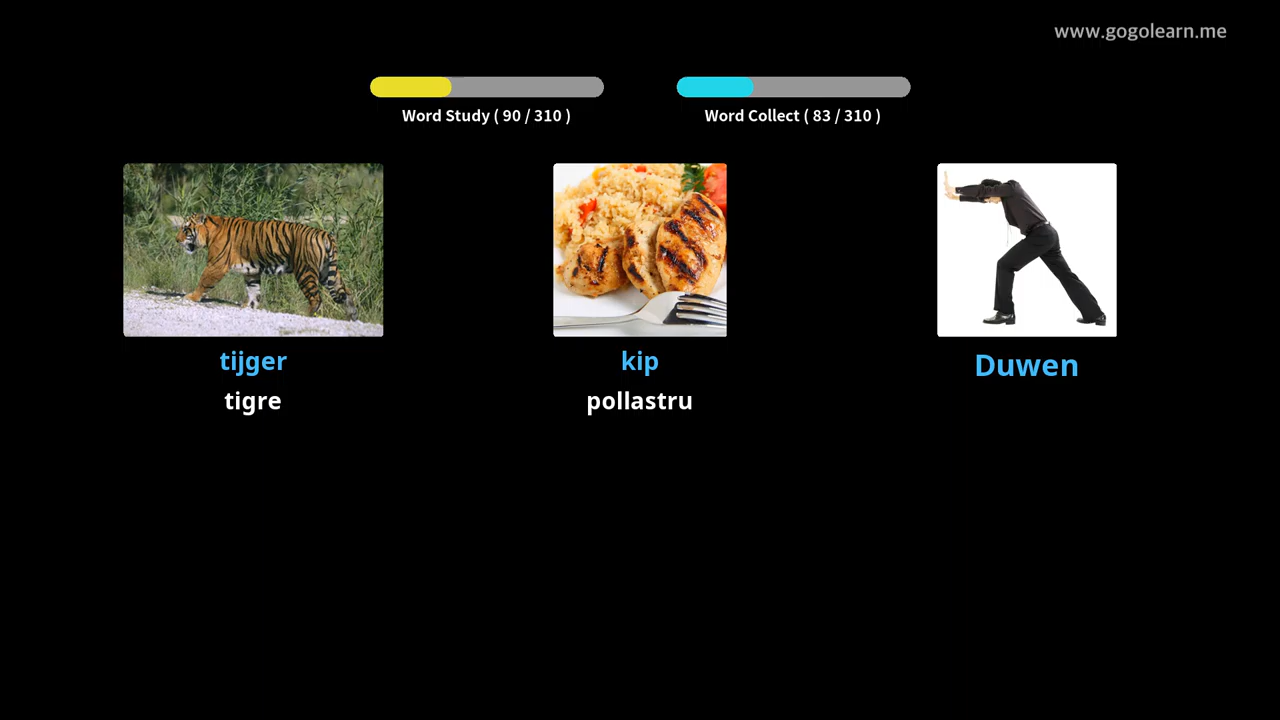 www.gogolearn.me
Word Study ( 90 / 310 )
Word Collect ( 83 / 310 )
tijger
tigre
kip
pollastru
Duwen